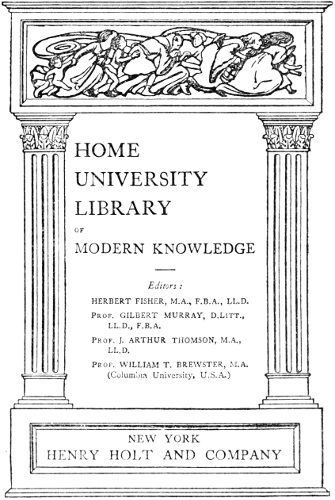 HOME
UNIVERSITY
LIBRARY
OF
MODERN KNOWLEDGE
Editors:
HERBERT FISHER, M.A., F.B.A., LL.D.
PROF. GILBERT MURRAY, D.LITT.,
LL.D., F.B.A.
PROF. J. ARTHUR THOMSON, M.A.,
LL.D.
PROF. WILLIAM T. BREWSTER, M.A.
(Columbia University, U.S.A.)
NEW YORK
HENRY HOLT AND COMPANY